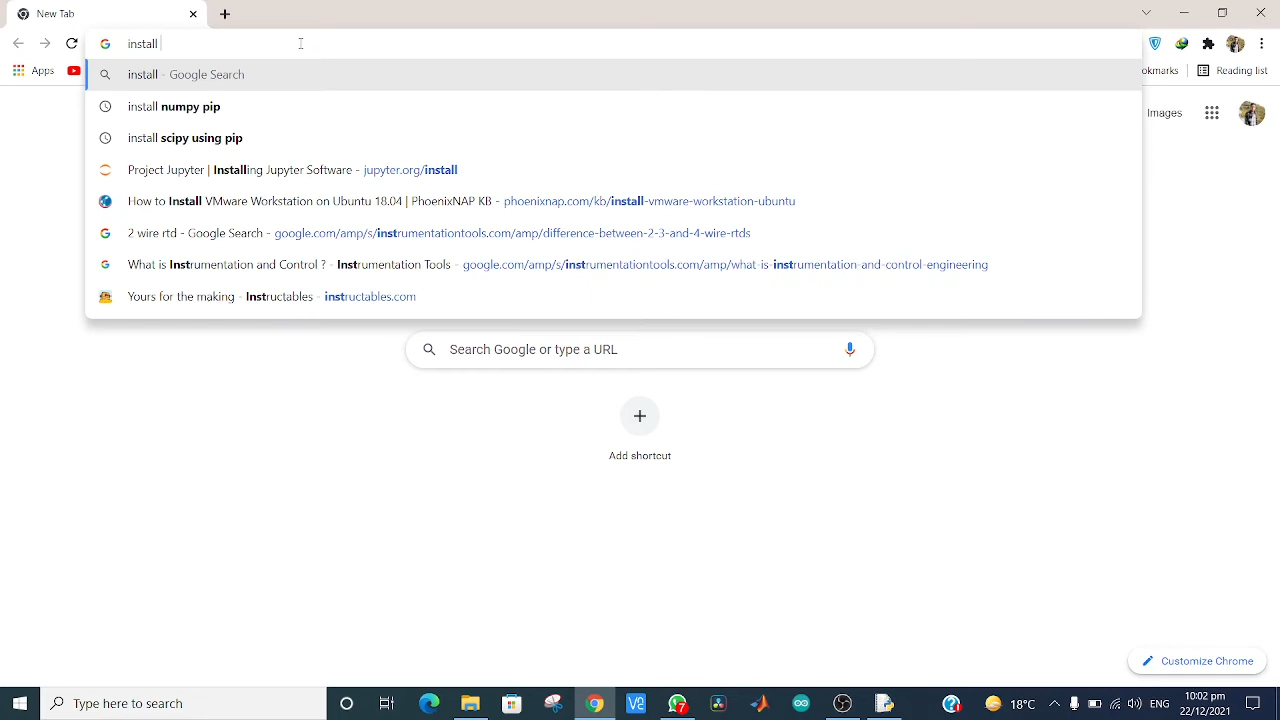 New Tab
install
Apps
okmarks
Reading list
install - Google Search
install numpy pip
install scipy using pip
Project Jupyter | Installing Jupyter Software - jupyter.org/install
How to Install VMware Workstation on Ubuntu 18.04 | PhoenixNAP KB - phoenixnap.com/kb/install-vmware-workstation-ubuntu
2 wire rtd - Google Search - google.com/amp/s/instrumentationtools.com/amp/difference-between-2-3-and-4-wire-rtds
What is Instrumentation and Control ? - Instrumentation Tools - google.com/amp/s/instrumentationtools.com/amp/what-is-instrumentation-and-control-engineering
Yours for the making - Instructables - instructables.com
Images
Search Google or type a URL
Add shortcut
Customize Chrome
Type here to search
7
18°C
ENG
10:02 pm
22/12/2021